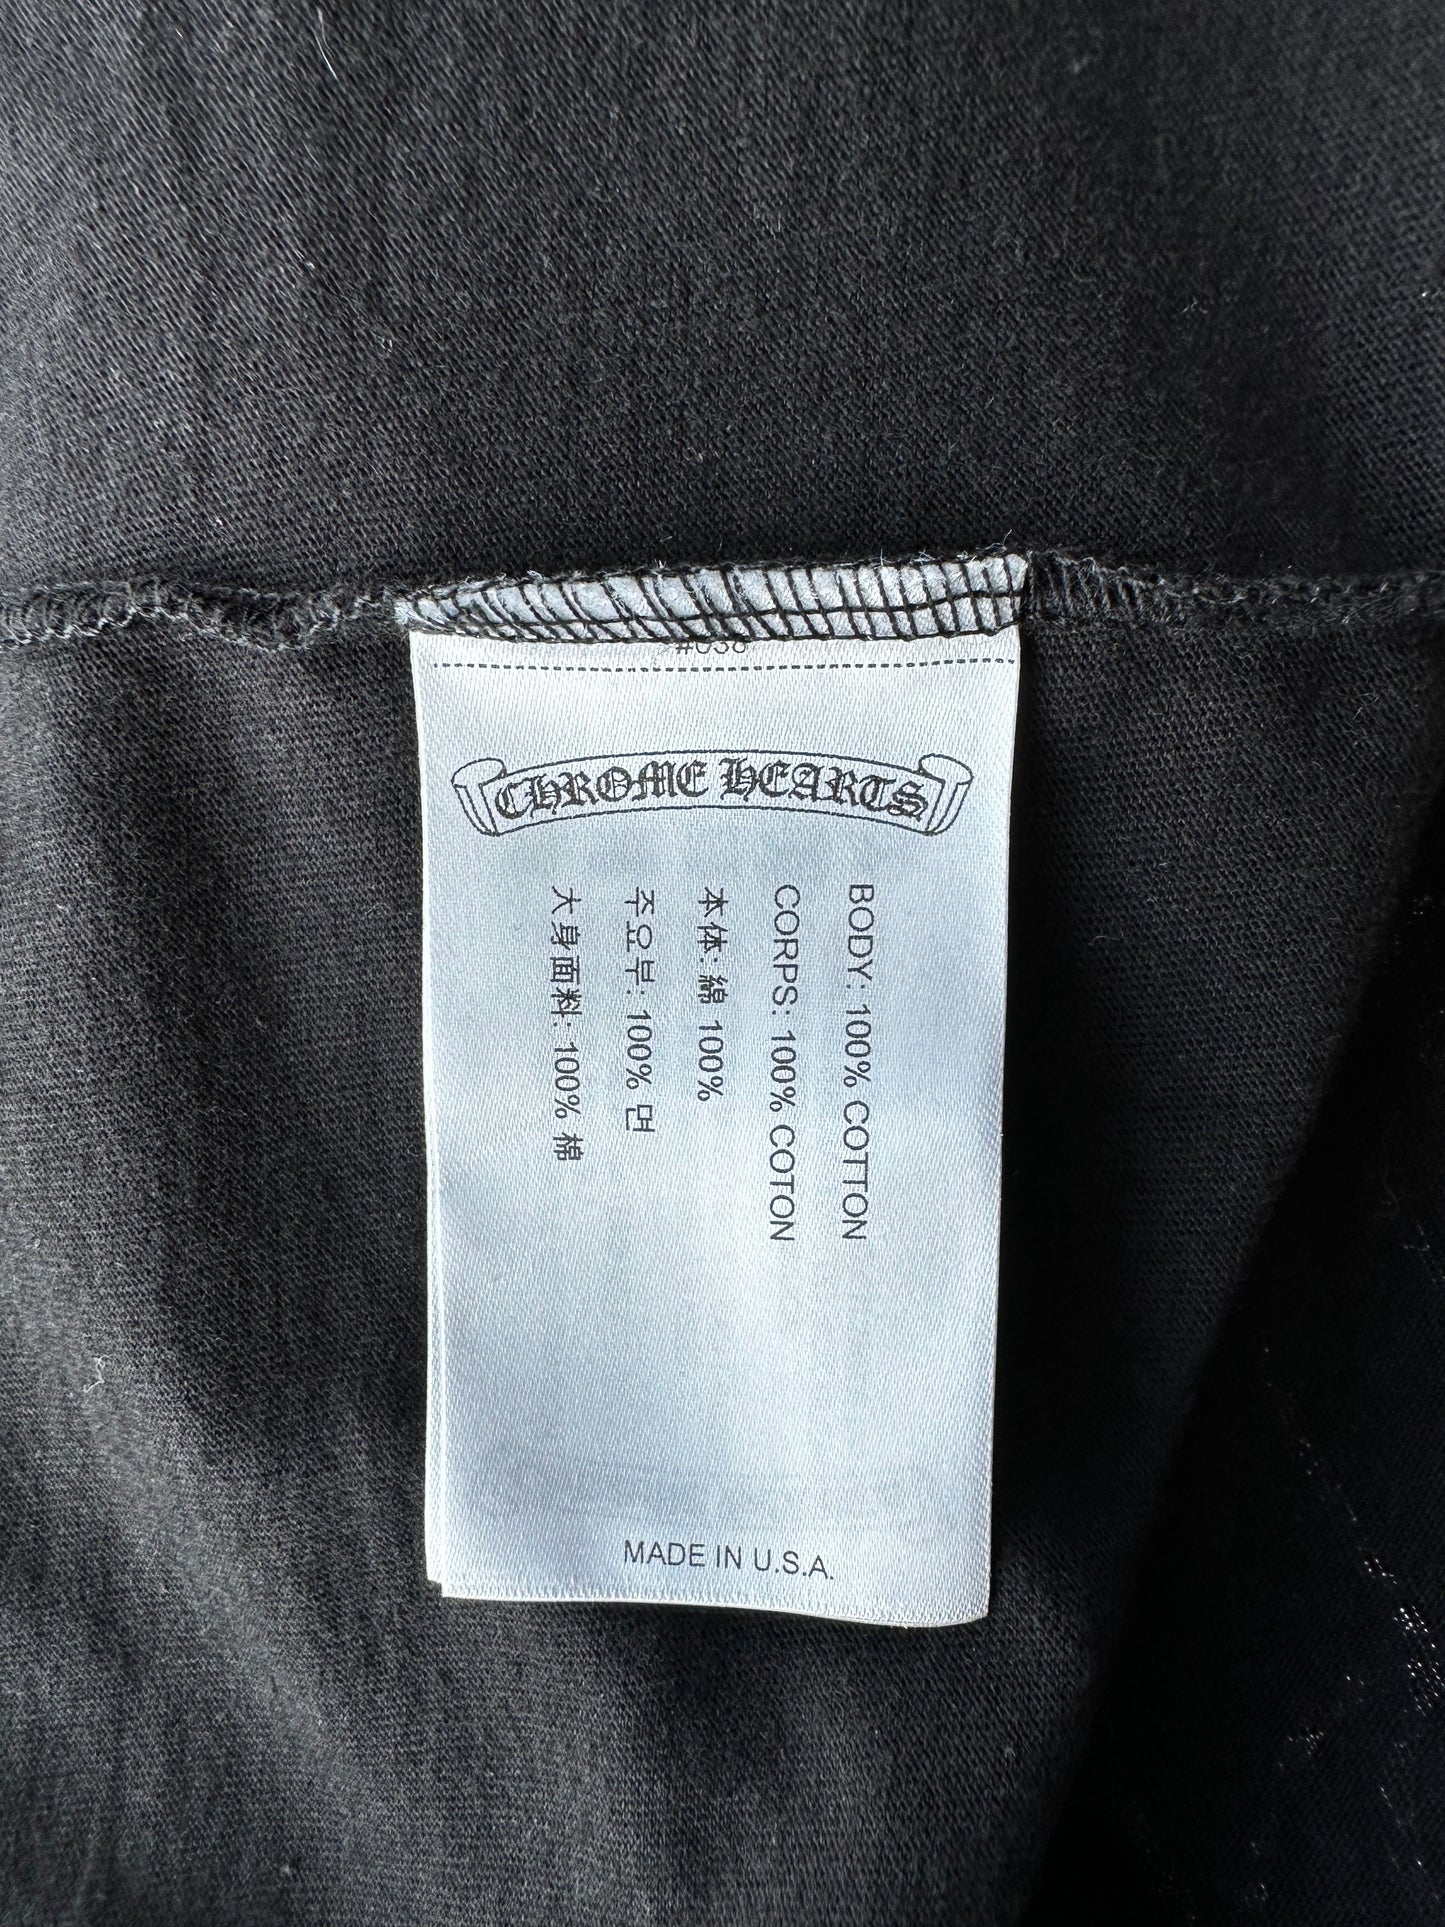 CHROME HEARTS
BODY: 100% COTTON
CORPS: 100% COTON
本体: 綿 100%
주요부: 100% 면
大身面料: 100% 棉
MADE IN U.S.A.